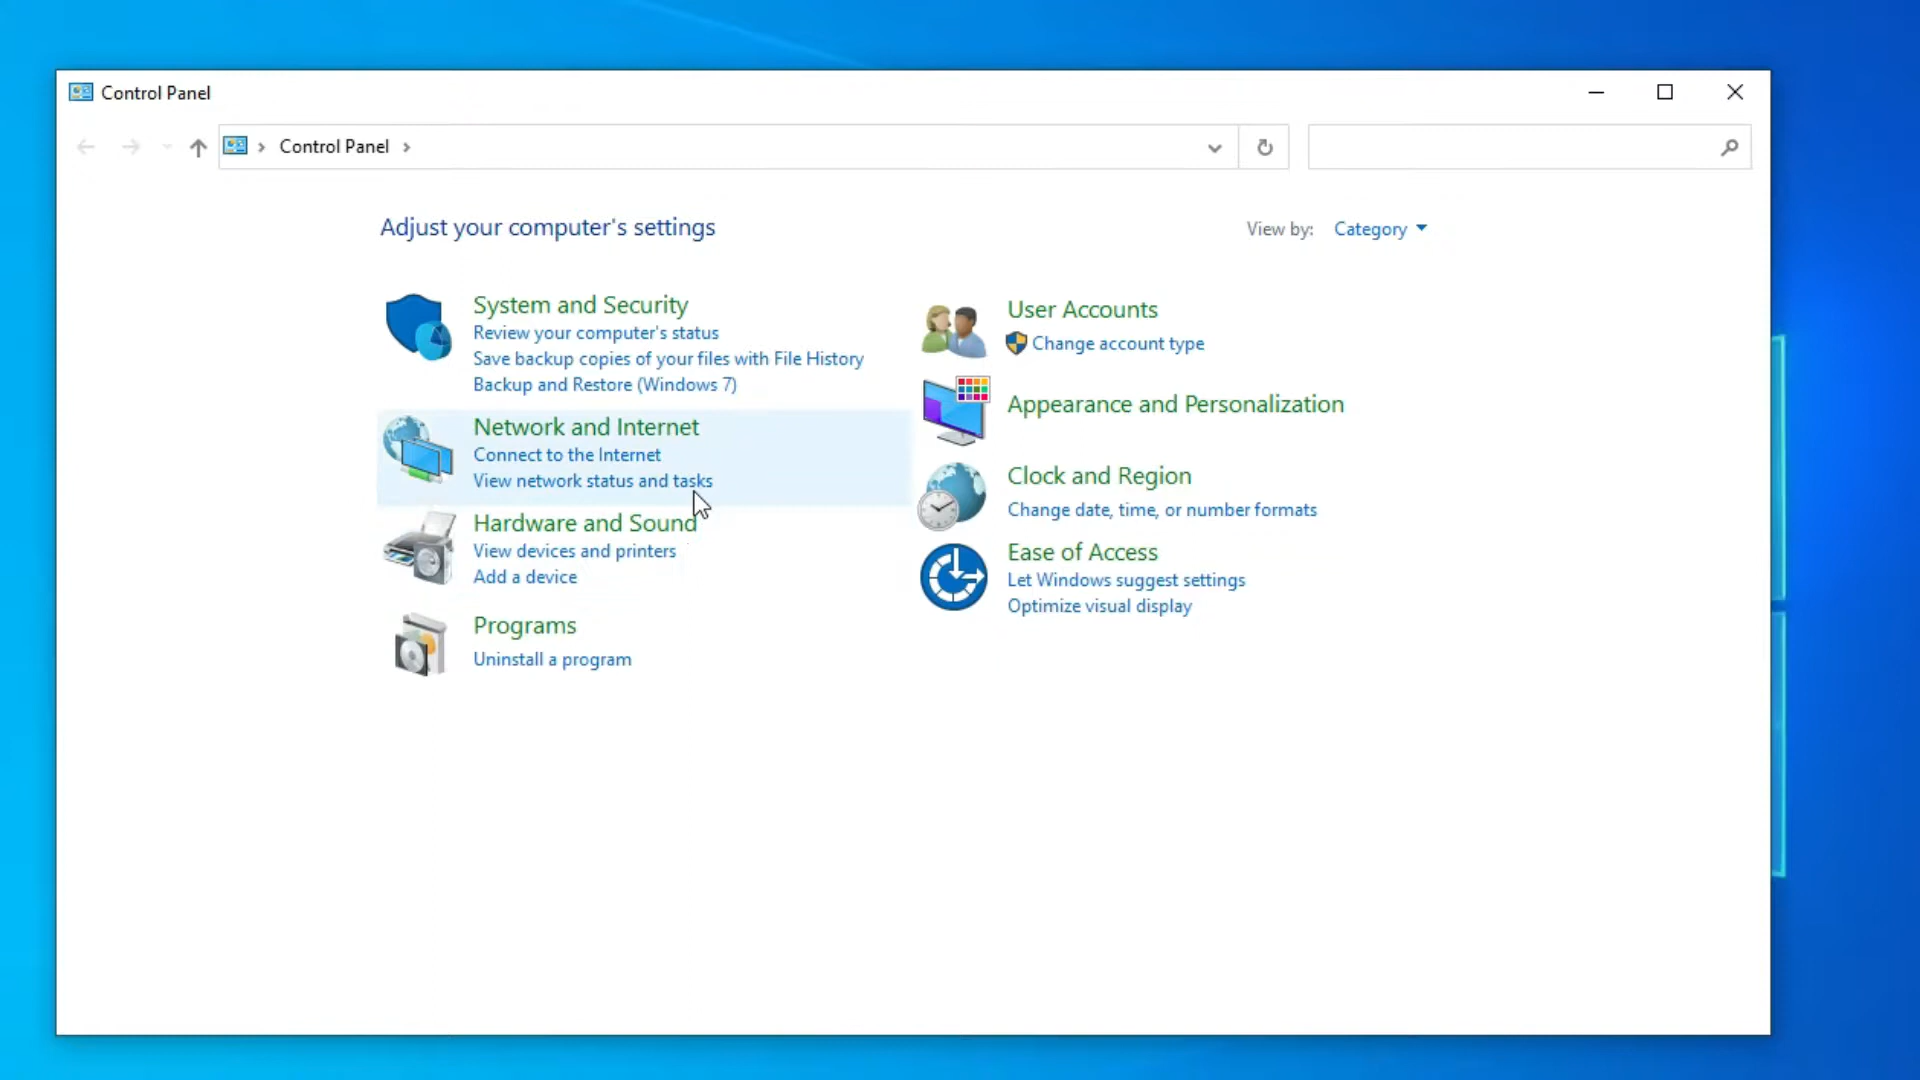 Control Panel
Control Panel
Adjust your computer's settings
View by: Category
System and Security
Review your computer's status
Save backup copies of your files with File History
Backup and Restore (Windows 7)
Network and Internet
Connect to the Internet
View network status and tasks
Hardware and Sound
View devices and printers
Add a device
Programs
Uninstall a program
User Accounts
Change account type
Appearance and Personalization
Clock and Region
Change date, time, or number formats
Ease of Access
Let Windows suggest settings
Optimize visual display